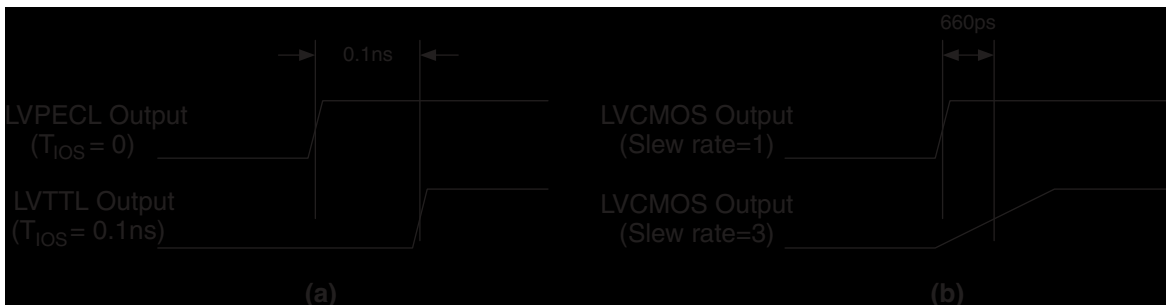 660ps
0.1ns
LVPECL Output
(TIOS = 0)
LVCMOS Output
(Slew rate=1)
LVTTL Output
(TIOS = 0.1ns)
LVCMOS Output
(Slew rate=3)
(a)
(b)